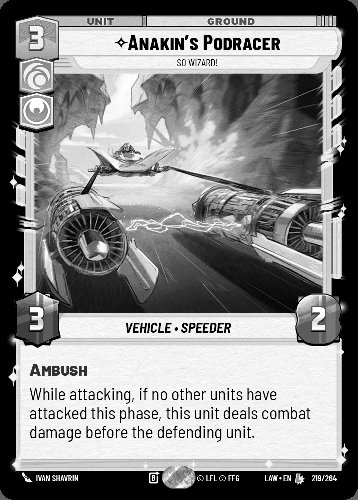 UNIT
GROUND
3
✧ANAKIN'S PODRACER
SO WIZARD!
3
2
VEHICLE • SPEEDER
AMBUSH
While attacking, if no other units have
attacked this phase, this unit deals combat
damage before the defending unit.
IVAN SHAVRIN
© LFL © FFG
LAW • EN
219/264